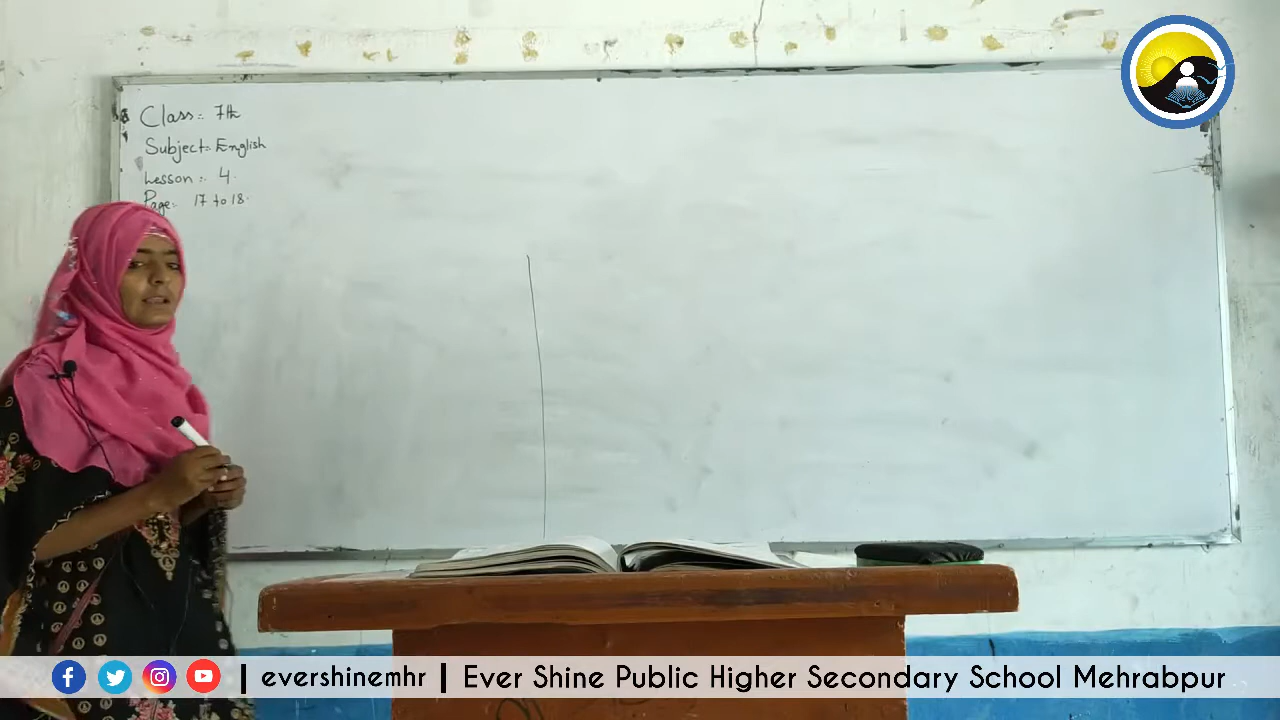 Class:- 7th
Subject:- English
Lesson :- 4.
Page:- 17 to 18.
| evershinemhr | Ever Shine Public Higher Secondary School Mehrabpur